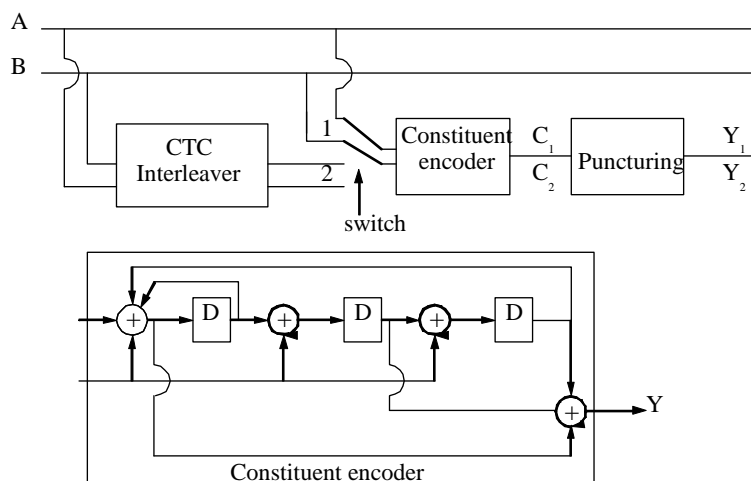 A
B
1
2
CTC
Interleaver
switch
Constituent
encoder
C1
C2
Puncturing
Y1
Y2
+
D
+
D
+
D
+
Y
Constituent encoder